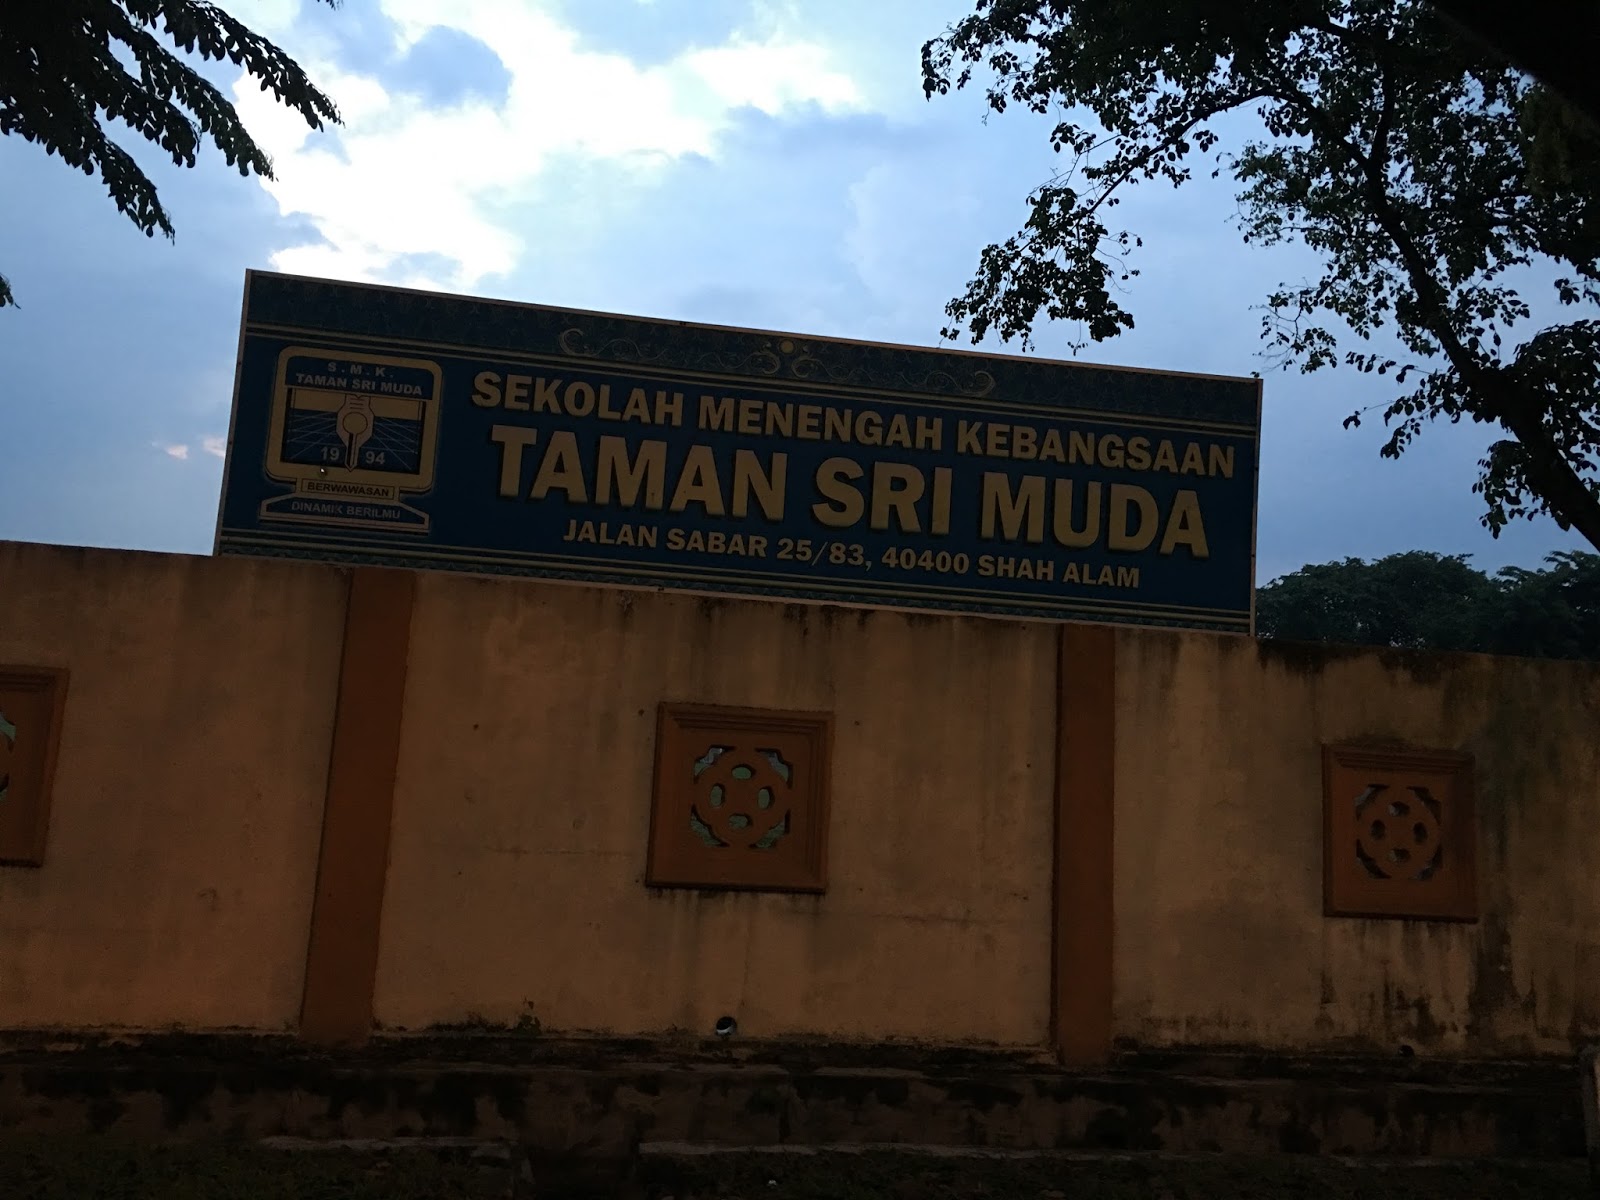 S.M.K.
TAMAN SRI MUDA
19 94
BERWAWASAN
DINAMIK BERILMU
SEKOLAH MENENGAH KEBANGSAAN
TAMAN SRI MUDA
JALAN SABAR 25/83, 40400 SHAH ALAM